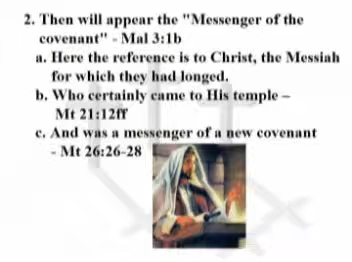 2. Then will appear the "Messenger of the
covenant" - Mal 3:1b
a. Here the reference is to Christ, the Messiah
for which they had longed.
b. Who certainly came to His temple –
Mt 21:12ff
c. And was a messenger of a new covenant
- Mt 26:26-28